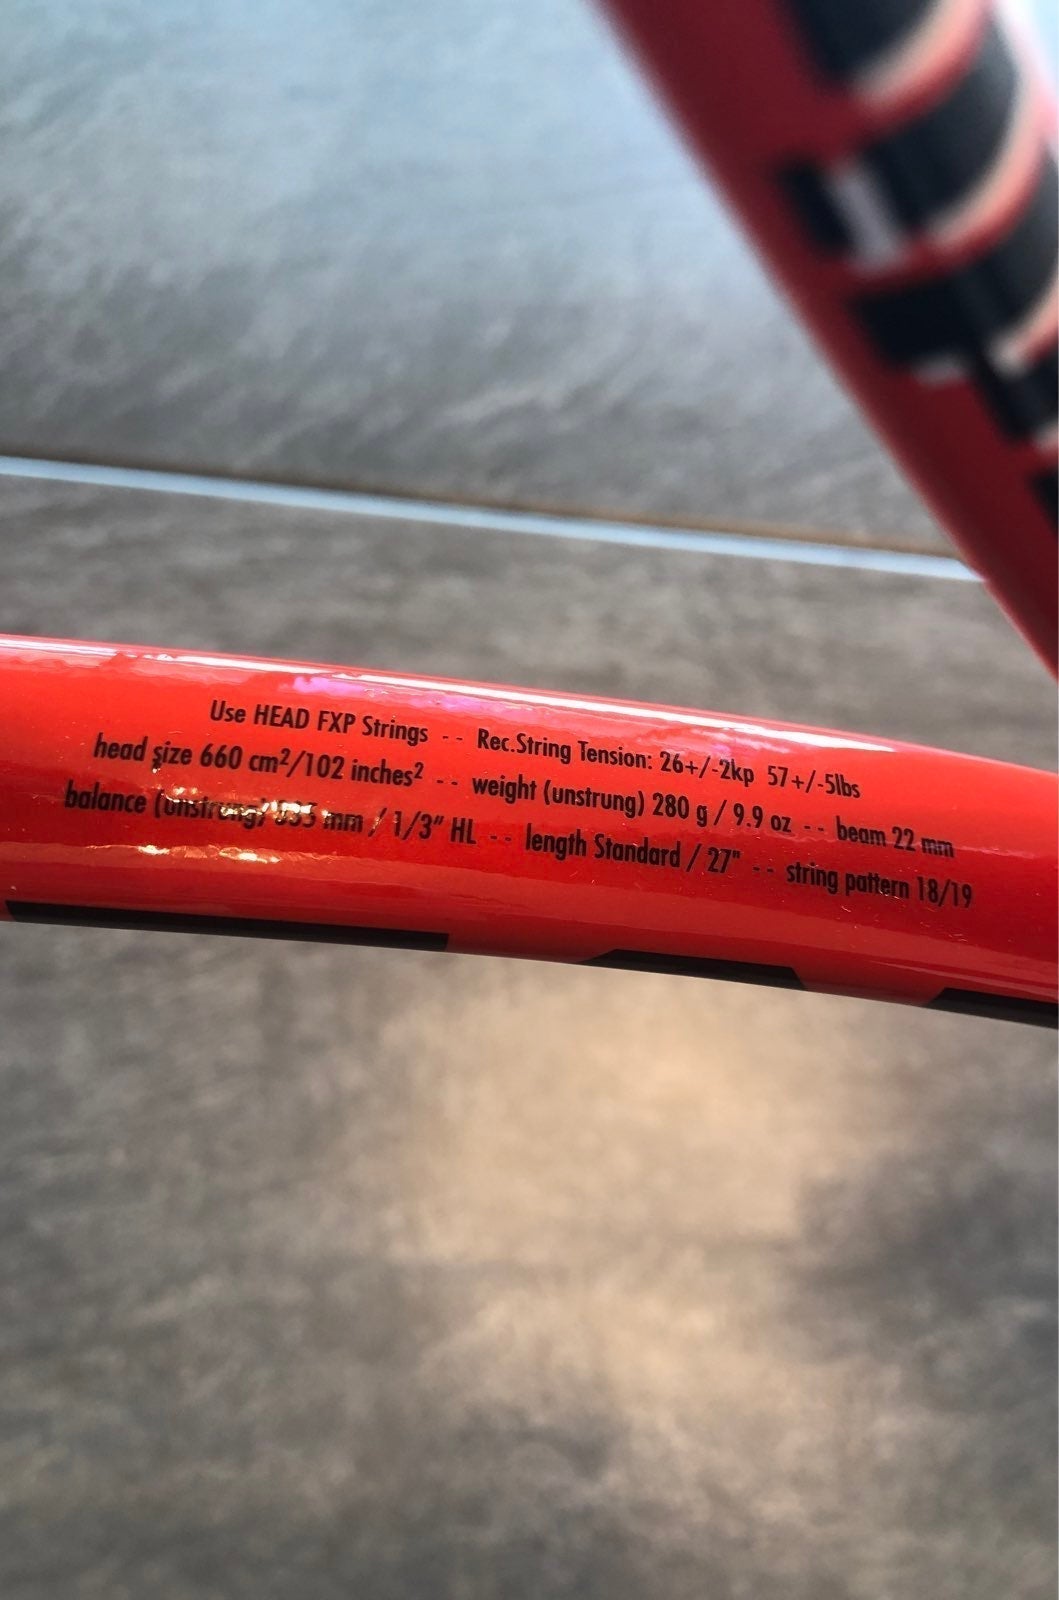 Use HEAD FXP Strings -- Rec.String Tension: 26+/-2kp 57+/-5lbs
head size 660 cm²/102 inches² -- weight (unstrung) 280 g / 9.9 oz -- beam 22 mm
balance (unstrung) 335 mm / 1/3" HL -- length Standard / 27" -- string pattern 18/19